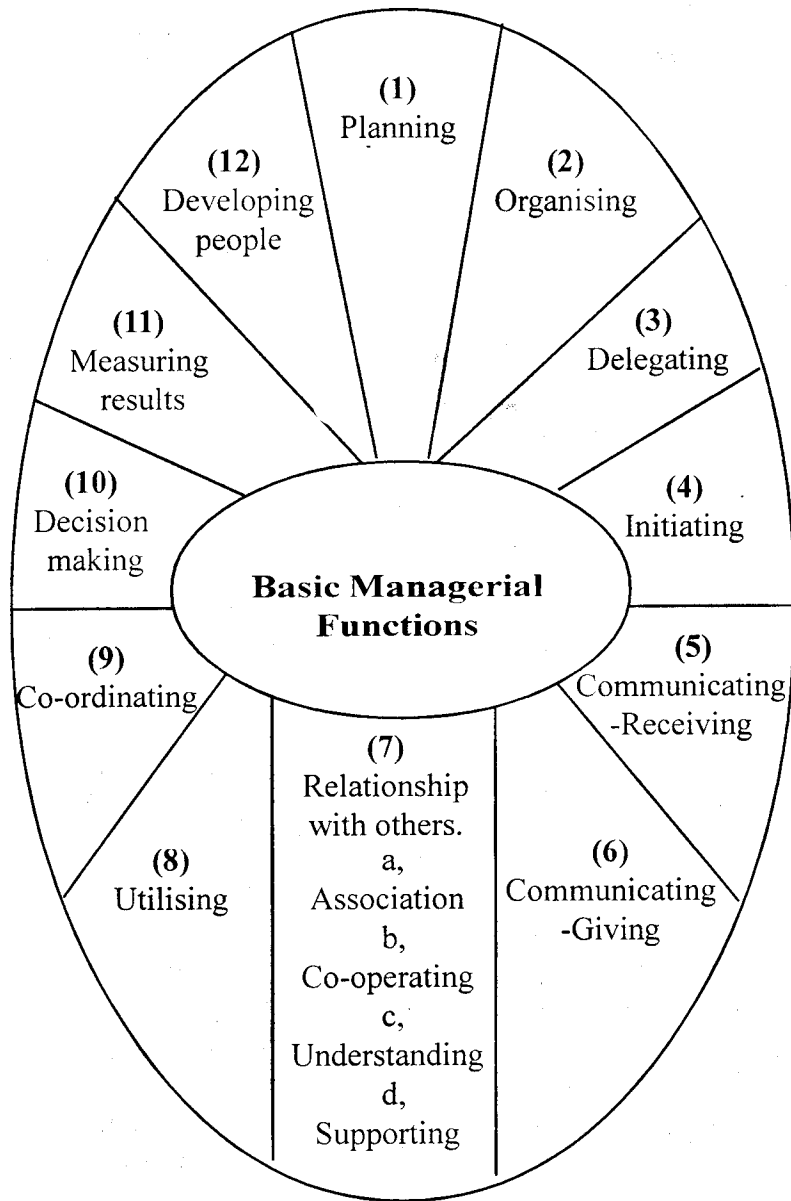 (1)
Planning
(2)
Organising
(3)
Delegating
(4)
Initiating
(5)
Communicating
-Receiving
(6)
Communicating
-Giving
(7)
Relationship
with others.
a,
Association
b,
Co-operating
c,
Understanding
d,
Supporting
(8)
Utilising
(9)
Co-ordinating
(10)
Decision
making
(11)
Measuring
results
(12)
Developing
people
Basic Managerial
Functions